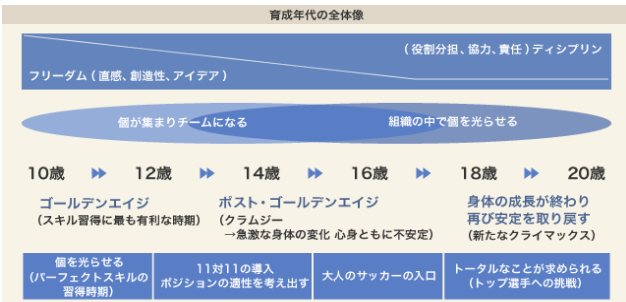 育成年代の全体像
(役割分担、協力、責任)ディシプリン
フリーダム(直感、創造性、アイデア)
個が集まりチームになる
組織の中で個を光らせる
10歳
12歳
14歳
16歳
18歳
20歳
ゴールデンエイジ
(スキル習得に最も有利な時期)
ポスト・ゴールデンエイジ
(クラムジー
→急激な身体の変化 心身ともに不安定)
身体の成長が終わり
再び安定を取り戻す
(新たなクライマックス)
個を光らせる
(パーフェクトスキルの
習得時期)
11対11の導入
ポジションの適性を考え出す
大人のサッカーの入口
トータルなことが求められる
(トップ選手への挑戦)